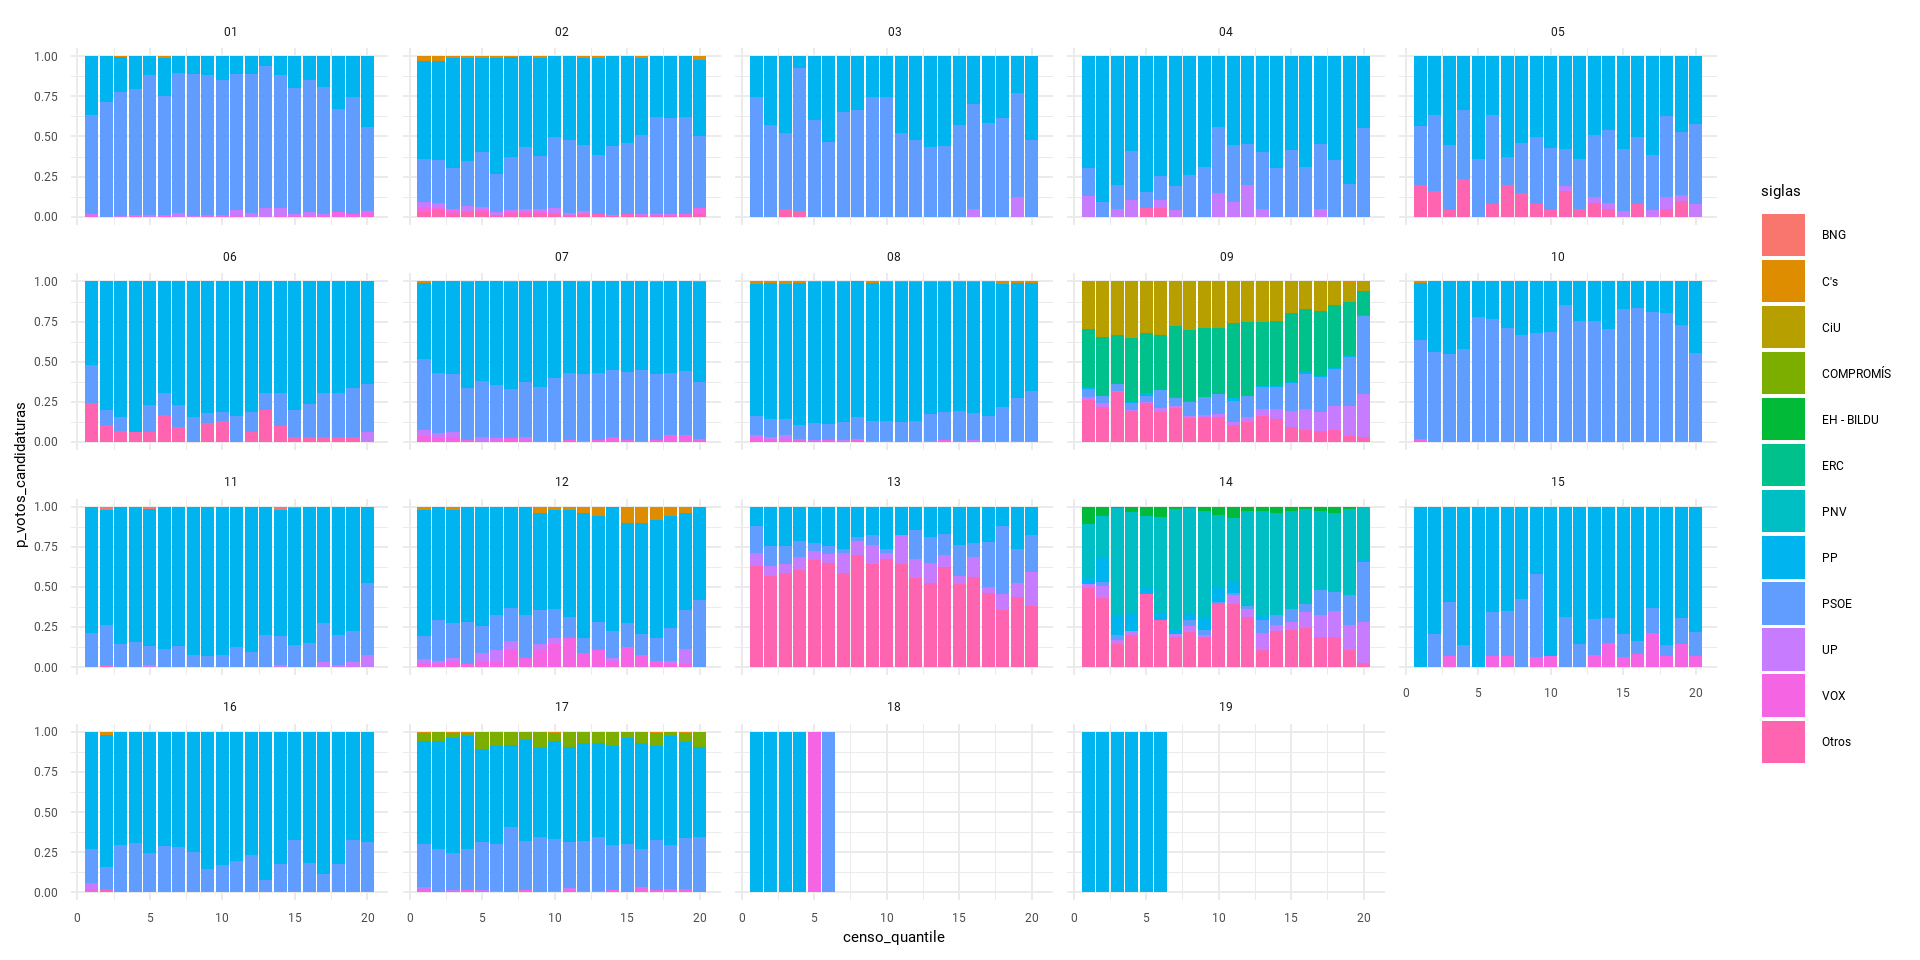 01 02 03 04 05
1.00
0.75
0.50
0.25
0.00
06 07 08 09 10
1.00
0.75
0.50
0.25
0.00
11 12 13 14 15
1.00
0.75
0.50
0.25
0.00
0 5 10 15 20
16 17 18 19
1.00
0.75
0.50
0.25
0.00
0 5 10 15 20 0 5 10 15 20 0 5 10 15 20 0 5 10 15 20
censo_quantile
p_votos_candidaturas
siglas
BNG
C's
CiU
COMPROMÍS
EH - BILDU
ERC
PNV
PP
PSOE
UP
VOX
Otros